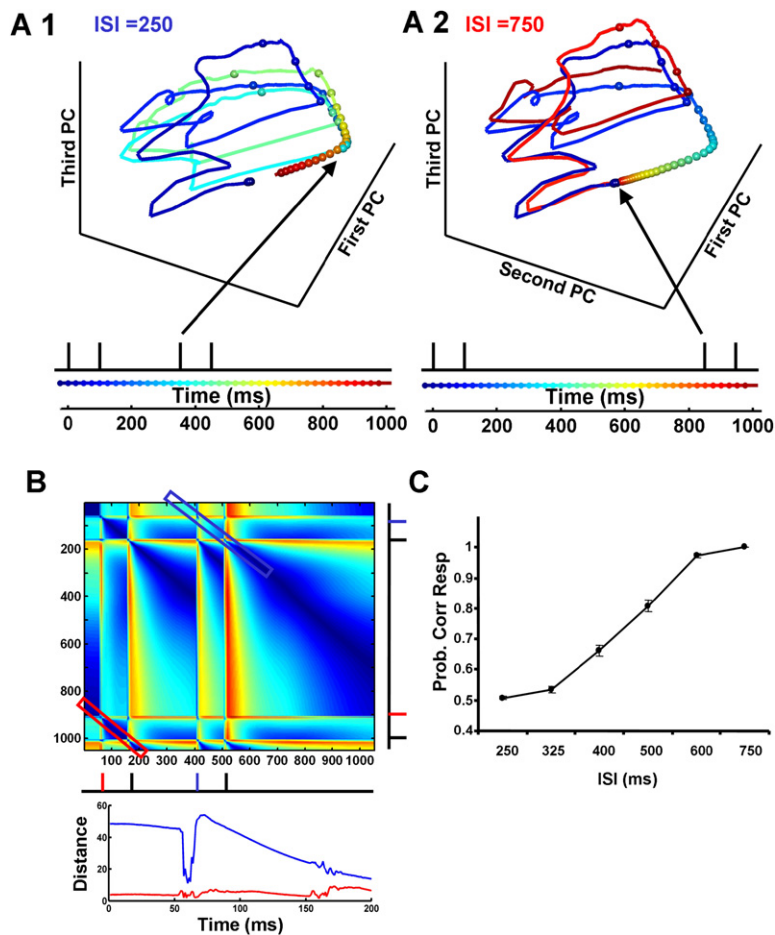 A 1
ISI =250
A 2
ISI =750
Third PC
First PC
Third PC
Second PC
First PC
Time (ms)
0 200 400 600 800 1000
Time (ms)
0 200 400 600 800 1000
B
200
400
600
800
1000
100 200 300 400 500 600 700 800 900 1000
Distance
60
40
20
0
0 50 100 150 200
Time (ms)
C
Prob. Corr Resp
1
0.9
0.8
0.7
0.6
0.5
0.4
250 325 400 500 600 750
ISI (ms)